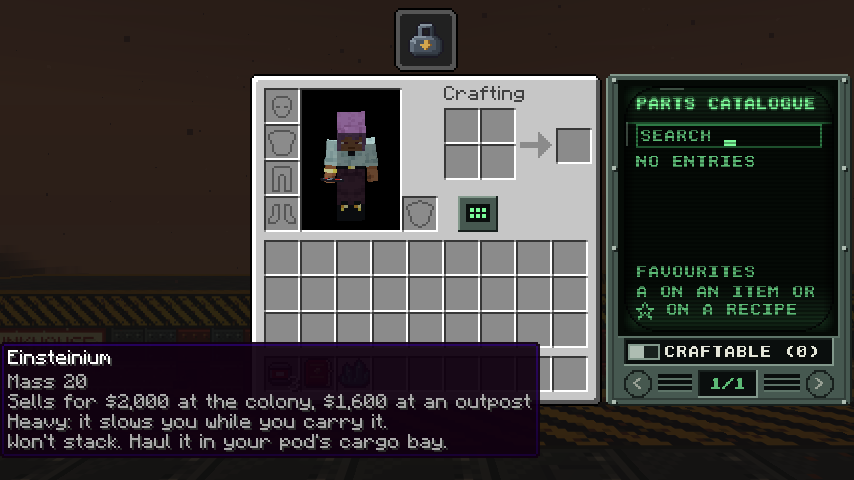 Crafting
PARTS CATALOGUE
SEARCH _
NO ENTRIES
FAVOURITES
A ON AN ITEM OR
☆ ON A RECIPE
CRAFTABLE (0)
< 1/1 >
Einsteinium
Mass 20
Sells for $2,000 at the colony, $1,600 at an outpost
Heavy: it slows you while you carry it.
Won't stack. Haul it in your pod's cargo bay.